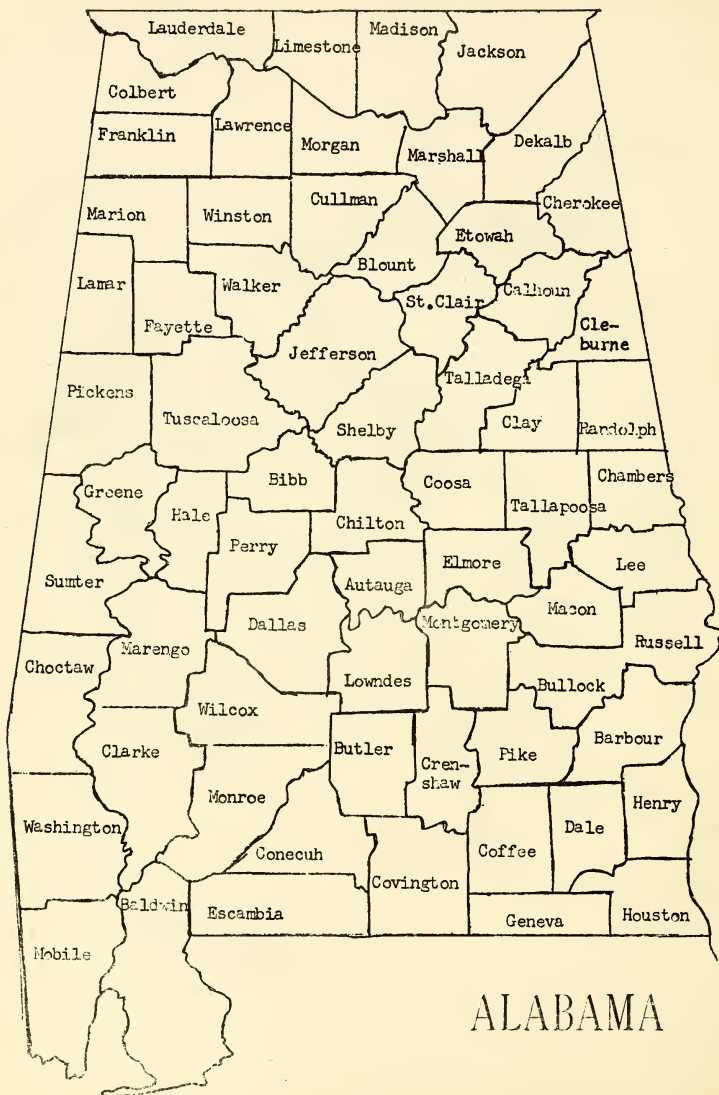 Lauderdale
Limestone
Madison
Jackson
Colbert
Franklin
Lawrence
Morgan
Marshall
Dekalb
Cherokee
Marion
Winston
Cullman
Etowah
Blount
Lamar
Walker
St.Clair
Calhoun
Fayette
Jefferson
Cle-
burne
Pickens
Talladega
Tuscaloosa
Shelby
Clay
Randolph
Greene
Bibb
Coosa
Chambers
Hale
Chilton
Tallapoosa
Perry
Sumter
Autauga
Elmore
Lee
Dallas
Montgomery
Macon
Marengo
Russell
Choctaw
Lowndes
Bullock
Wilcox
Clarke
Butler
Cren-
shaw
Pike
Barbour
Monroe
Henry
Washington
Conecuh
Coffee
Dale
Covington
Baldwin
Escambia
Geneva
Houston
Mobile
ALABAMA